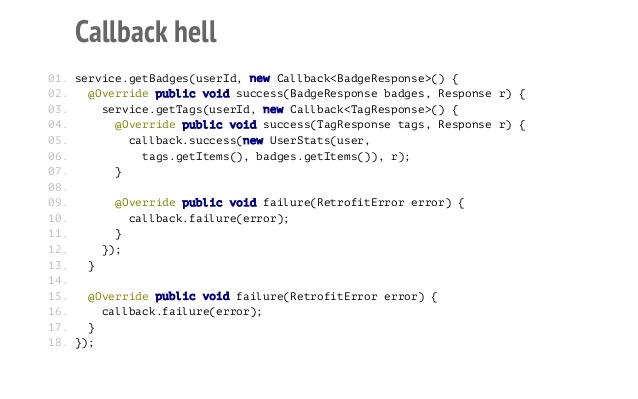 Callback hell
01. service.getBadges(userId, new Callback<BadgeResponse>() {
02.   @Override public void success(BadgeResponse badges, Response r) {
03.     service.getTags(userId, new Callback<TagResponse>() {
04.       @Override public void success(TagResponse tags, Response r) {
05.         callback.success(new UserStats(user,
06.           tags.getItems(), badges.getItems()), r);
07.       }
08.
09.       @Override public void failure(RetrofitError error) {
10.         callback.failure(error);
11.       }
12.     });
13.   }
14.
15.   @Override public void failure(RetrofitError error) {
16.     callback.failure(error);
17.   }
18. });